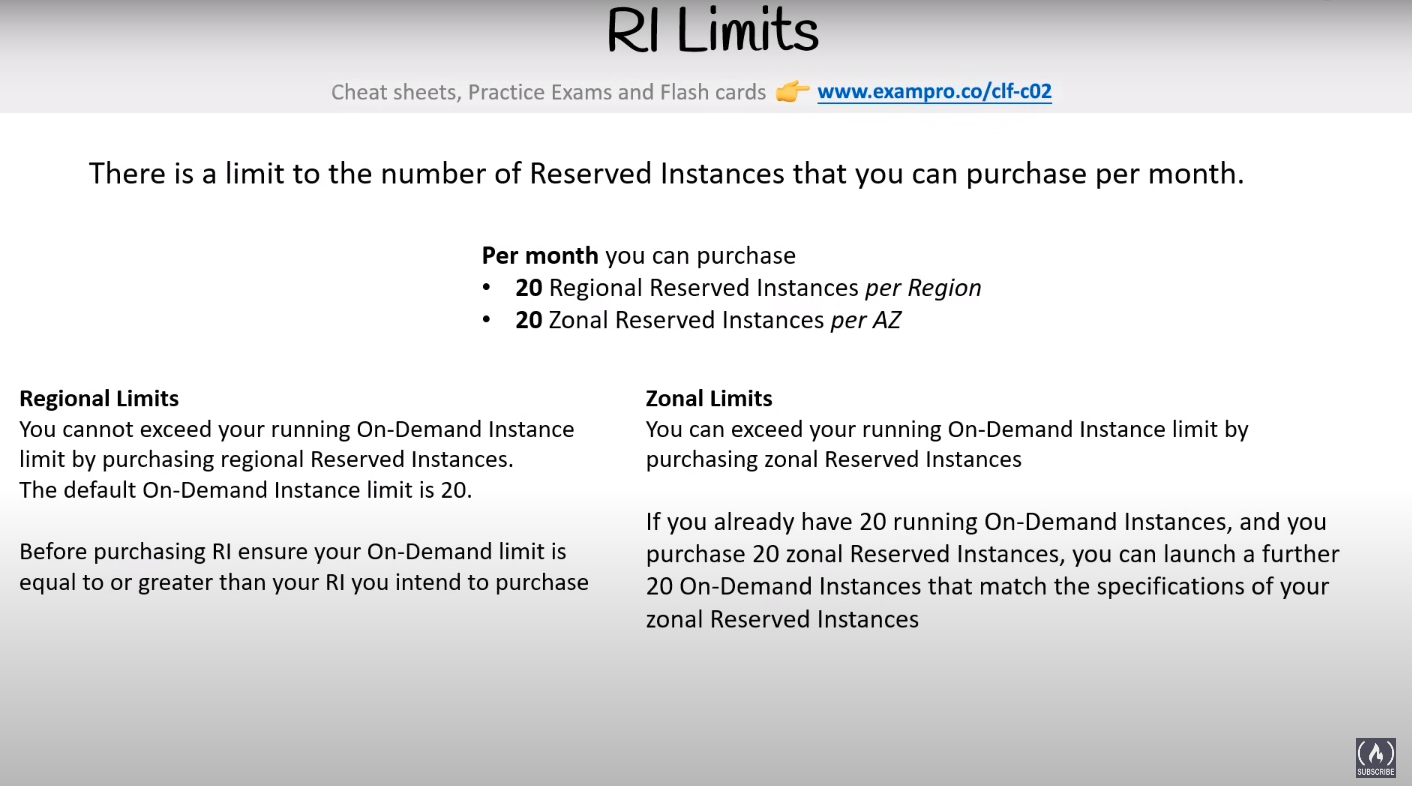 RI Limits
Cheat sheets, Practice Exams and Flash cards 👉 www.exampro.co/clf-c02
There is a limit to the number of Reserved Instances that you can purchase per month.
Per month you can purchase
• 20 Regional Reserved Instances per Region
• 20 Zonal Reserved Instances per AZ
Regional Limits
You cannot exceed your running On-Demand Instance
limit by purchasing regional Reserved Instances.
The default On-Demand Instance limit is 20.
Before purchasing RI ensure your On-Demand limit is
equal to or greater than your RI you intend to purchase
Zonal Limits
You can exceed your running On-Demand Instance limit by
purchasing zonal Reserved Instances
If you already have 20 running On-Demand Instances, and you
purchase 20 zonal Reserved Instances, you can launch a further
20 On-Demand Instances that match the specifications of your
zonal Reserved Instances
SUBSCRIBE